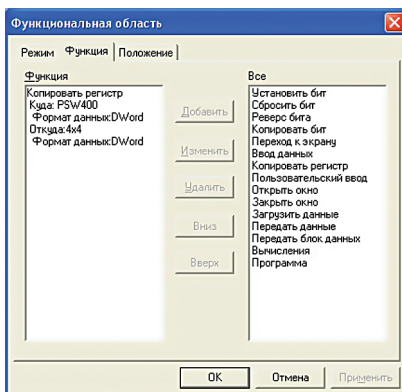 Функциональная область
Режим Функция Положение
Функция
Копировать регистр
Куда: PSW400
Формат данных:DWord
Откуда:4x4
Формат данных:DWord
Добавить
Изменить
Удалить
Вниз
Вверх
Все
Установить бит
Сбросить бит
Реверс бита
Копировать бит
Переход к экрану
Ввод данных
Копировать регистр
Пользовательский ввод
Открыть окно
Закрыть окно
Загрузить данные
Передать данные
Передать блок данных
Вычисления
Программа
OK Отмена Применить